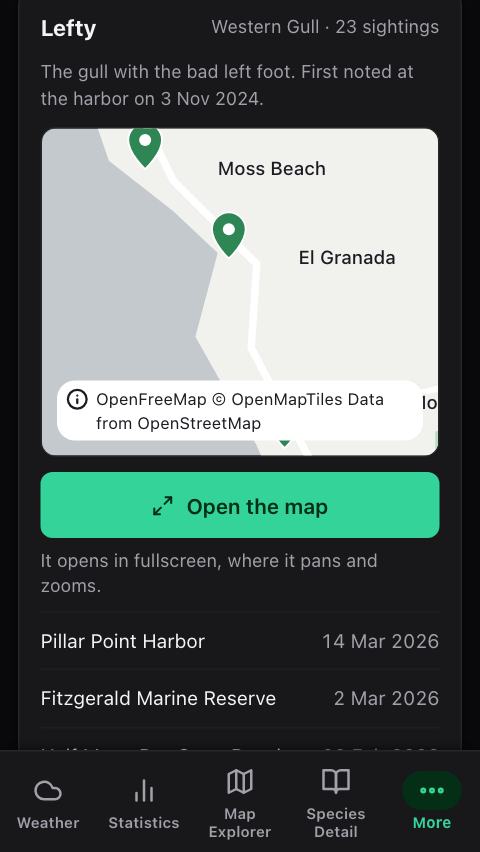 Lefty
Western Gull · 23 sightings
The gull with the bad left foot. First noted at
the harbor on 3 Nov 2024.
Moss Beach
El Granada
OpenFreeMap © OpenMapTiles Data
from OpenStreetMap
Open the map
It opens in fullscreen, where it pans and
zooms.
Pillar Point Harbor
14 Mar 2026
Fitzgerald Marine Reserve
2 Mar 2026
Weather
Statistics
Map
Explorer
Species
Detail
More